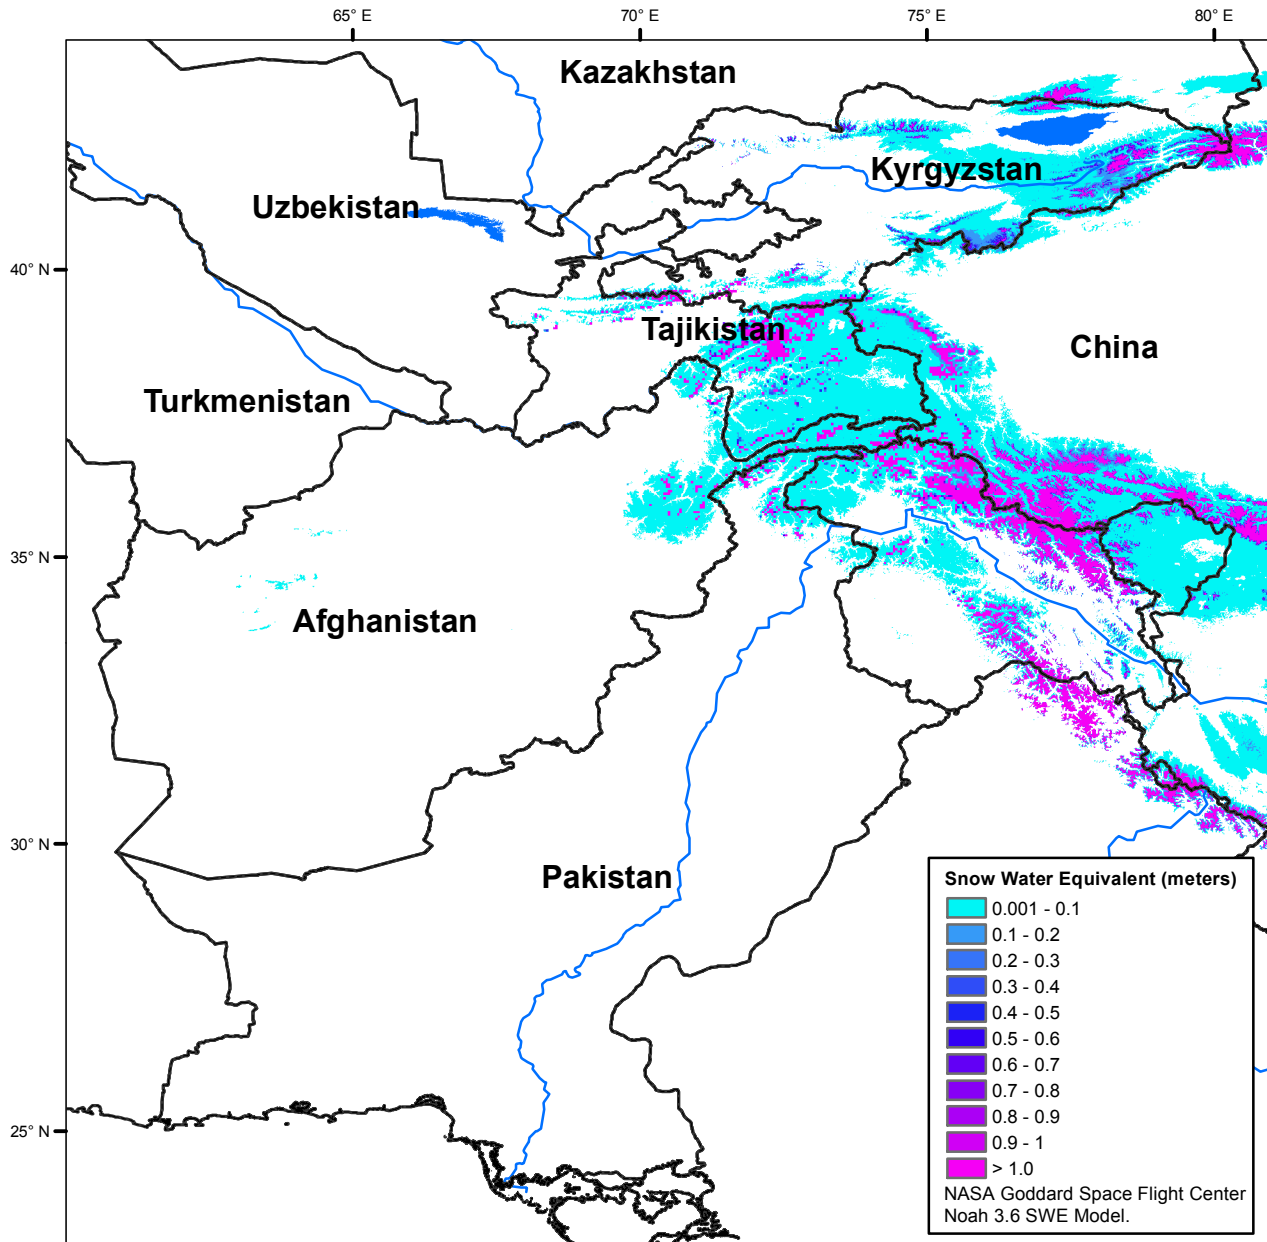 65° E
70° E
75° E
80° E
Kazakhstan
Kyrgyzstan
Uzbekistan
40° N
Tajikistan
China
Turkmenistan
35° N
Afghanistan
30° N
Pakistan
25° N
Snow Water Equivalent (meters)
0.001 - 0.1
0.1 - 0.2
0.2 - 0.3
0.3 - 0.4
0.4 - 0.5
0.5 - 0.6
0.6 - 0.7
0.7 - 0.8
0.8 - 0.9
0.9 - 1
> 1.0
NASA Goddard Space Flight Center
Noah 3.6 SWE Model.